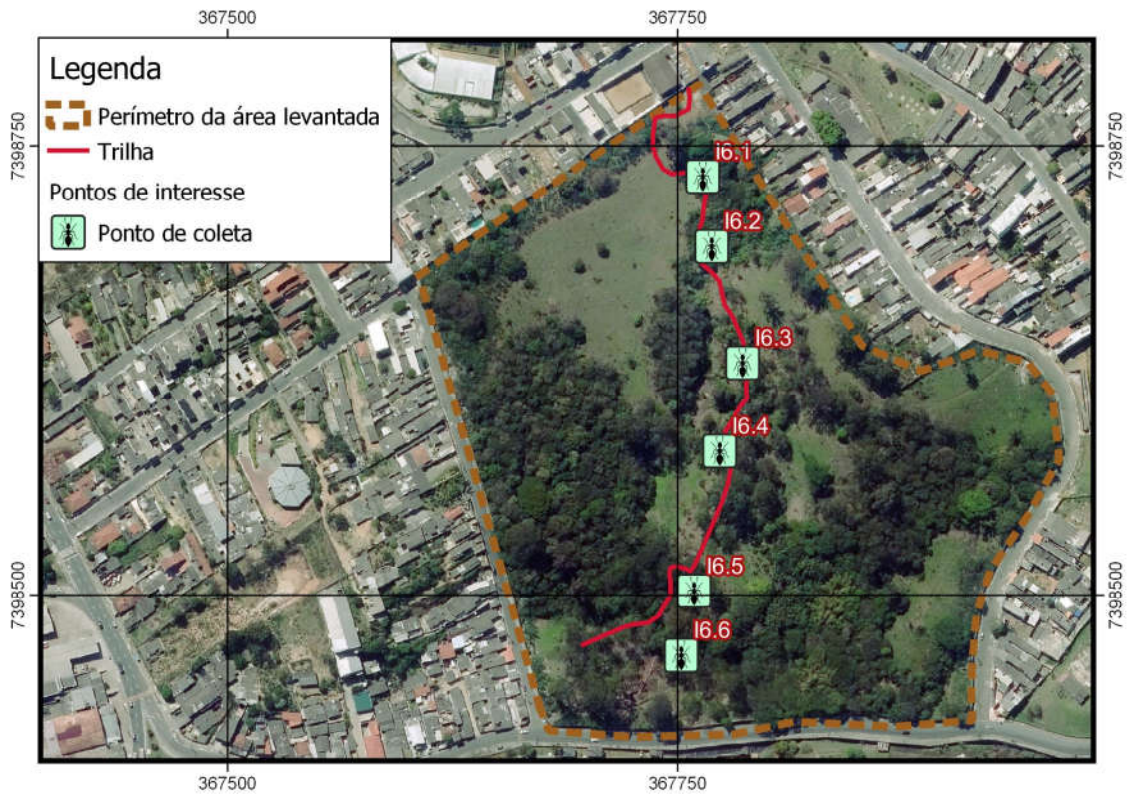 367500
367750
Legenda
Perímetro da área levantada
Trilha
Pontos de interesse
Ponto de coleta
7398750
7398750
I6.1
I6.2
I6.3
I6.4
I6.5
I6.6
7398500
7398500
367500
367750